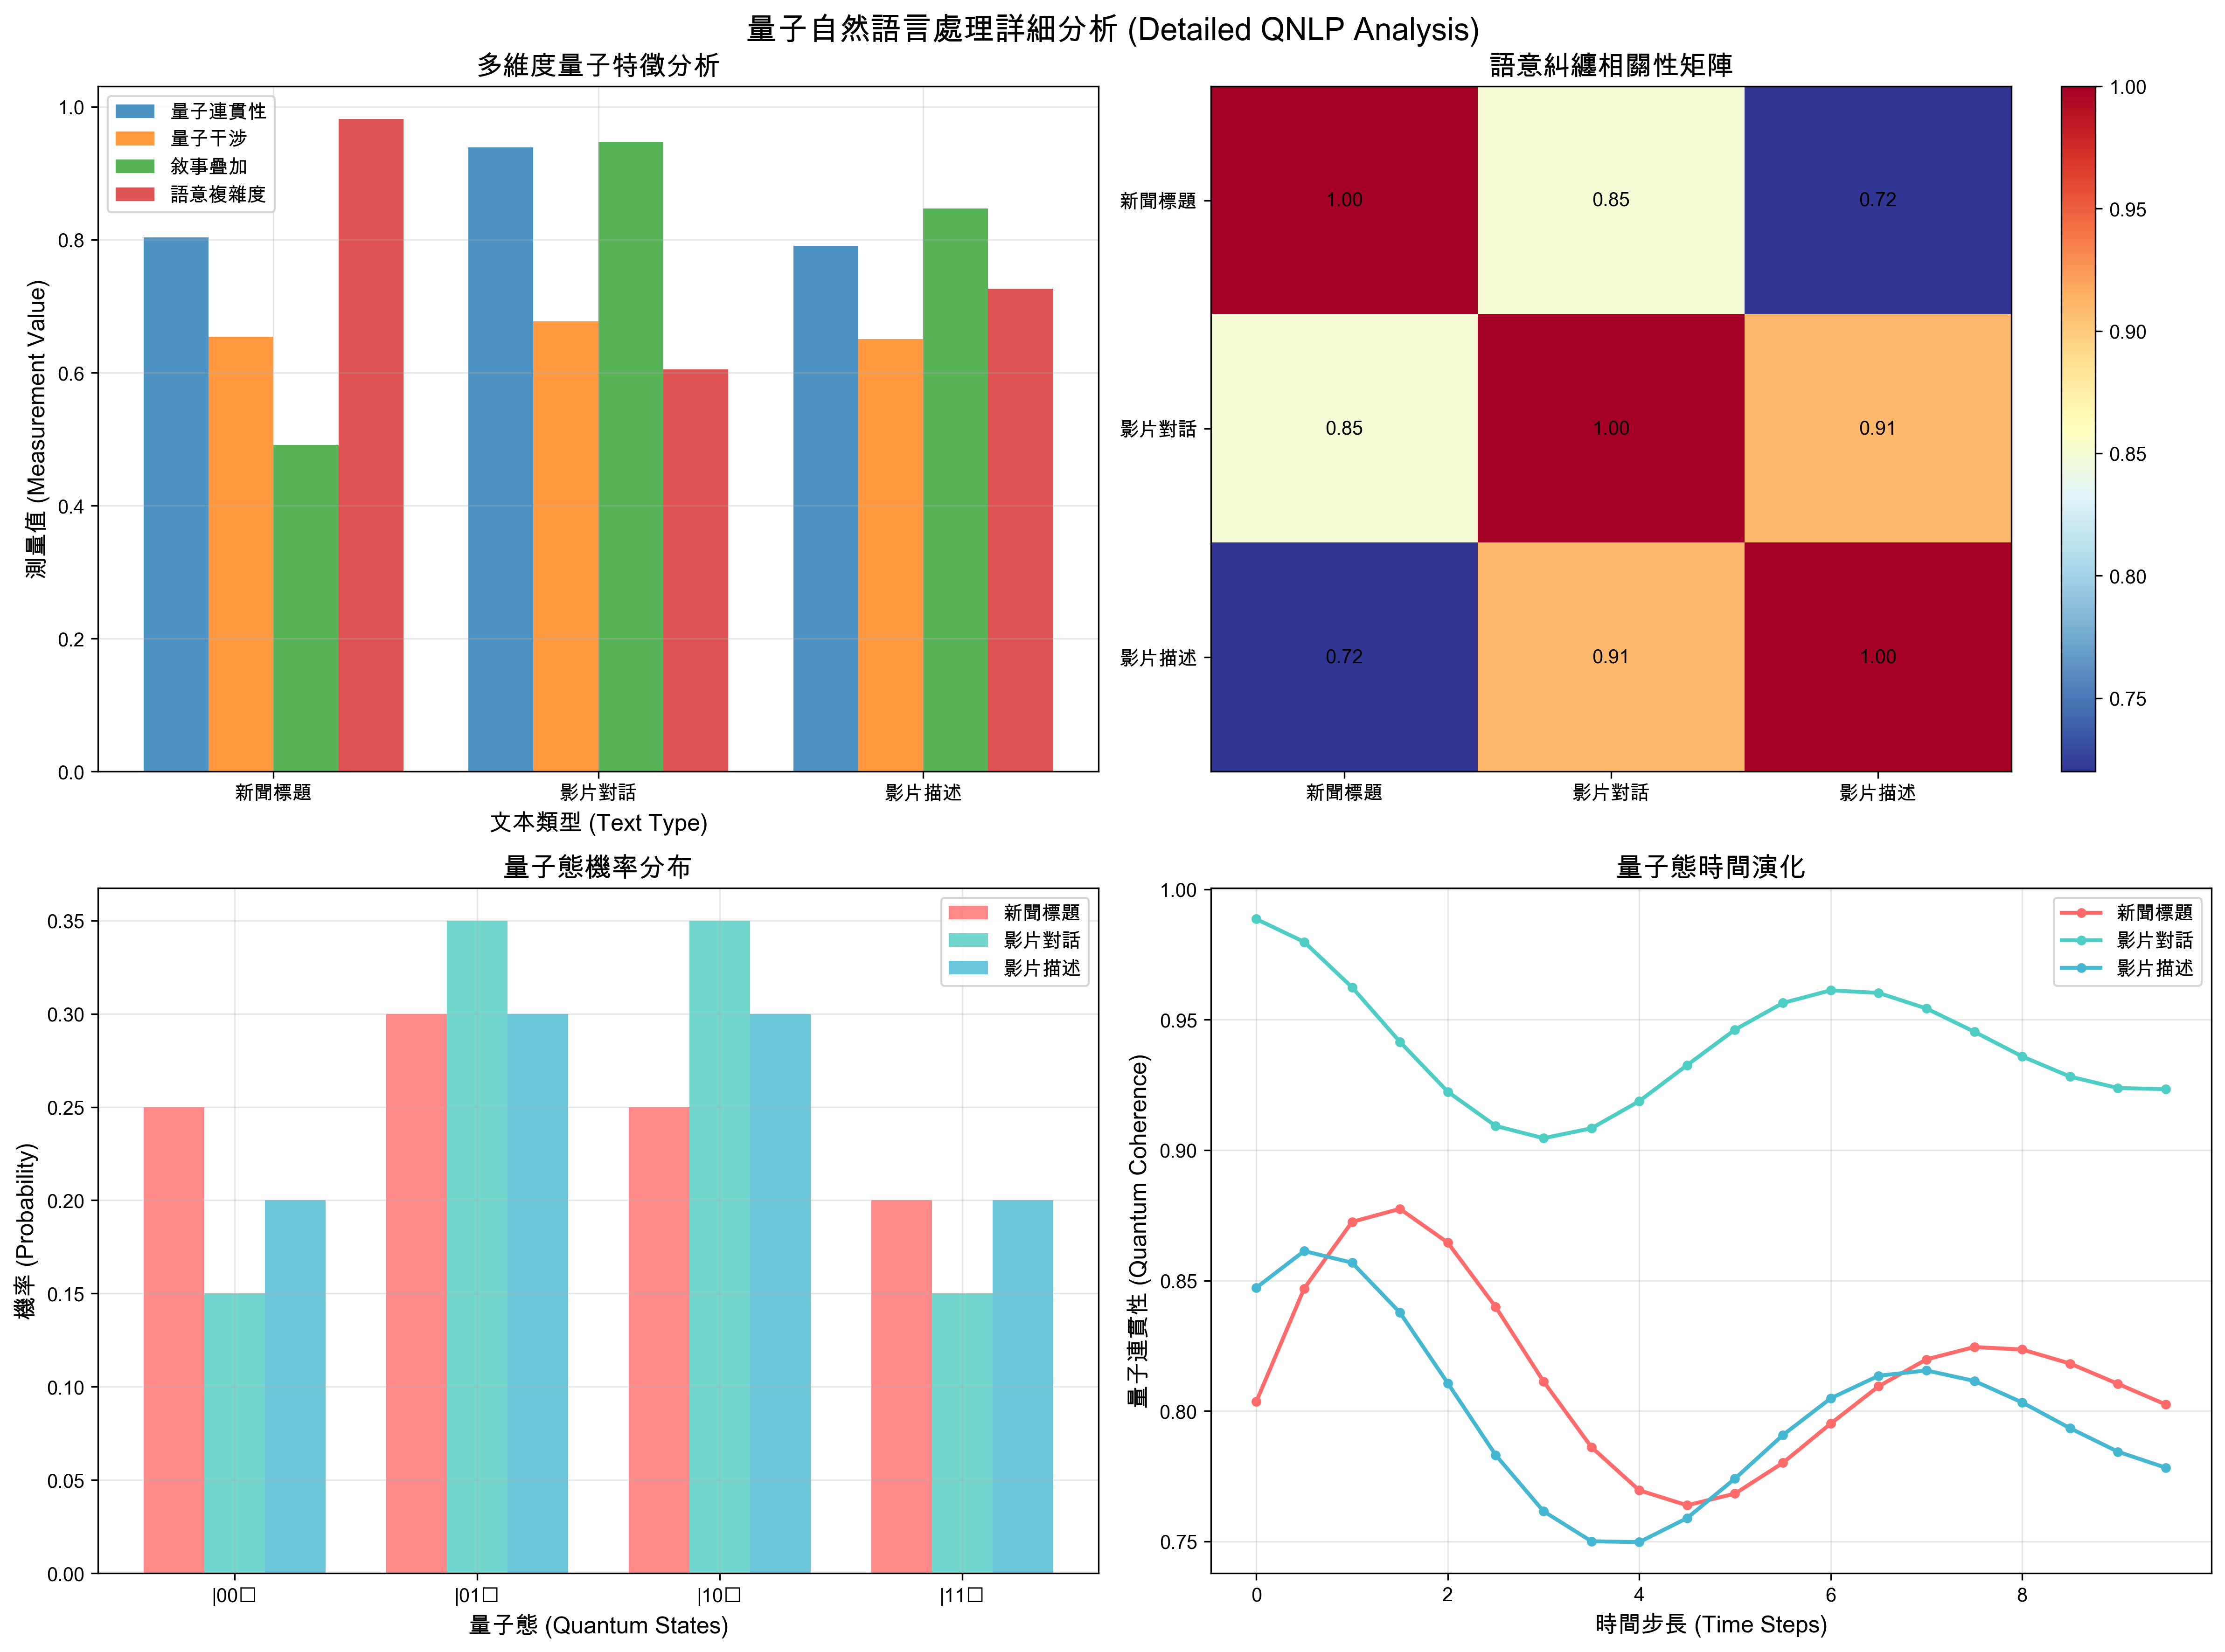 量子自然語言處理詳細分析 (Detailed QNLP Analysis)
多維度量子特徵分析
量子連貫性
量子干涉
敘事疊加
語意複雜度
測量值 (Measurement Value)
1.0
0.8
0.6
0.4
0.2
0.0
新聞標題 影片對話 影片描述
文本類型 (Text Type)
語意糾纏相關性矩陣
新聞標題 1.00 0.85 0.72
影片對話 0.85 1.00 0.91
影片描述 0.72 0.91 1.00
新聞標題 影片對話 影片描述
1.00
0.95
0.90
0.85
0.80
0.75
量子態機率分布
新聞標題
影片對話
影片描述
機率 (Probability)
0.35
0.30
0.25
0.20
0.15
0.10
0.05
0.00
|00□ |01□ |10□ |11□
量子態 (Quantum States)
量子態時間演化
新聞標題
影片對話
影片描述
量子連貫性 (Quantum Coherence)
1.00
0.95
0.90
0.85
0.80
0.75
0 2 4 6 8
時間步長 (Time Steps)